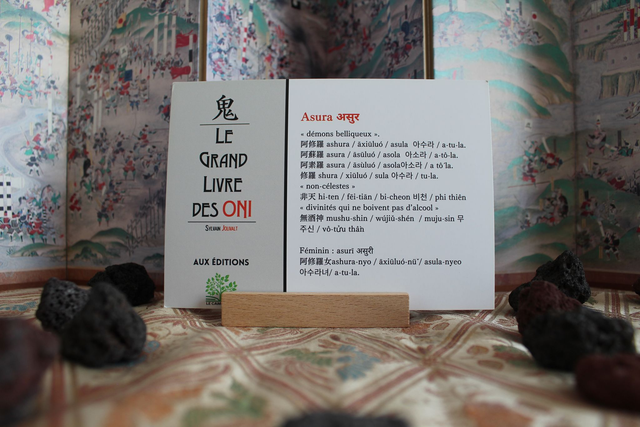 鬼
LE
GRAND
LIVRE
DES ONI
SYLVAIN JOLIVALT
AUX ÉDITIONS
Asura असुर
« démons belliqueux ».
阿修羅 ashura / āxiūluó / asula 아수라 / a-tu-la.
阿蘇羅 asura / āsūluó / asola 아소라 / a-tô-la.
阿素羅 asura / āsùluó / asola아소라 / a tô la.
修羅 shura / xiūluó / sula 수라 / tu-la.
« non-célestes »
非天 hi-ten / fēi-tiān / bi-cheon 비천 / phi thiên
« divinités qui ne boivent pas d'alcool »
無酒神 mushu-shin / wújiǔ-shén / muju-sin 무
주신 / vô-tửu thần
Féminin : asurī असुरी
阿修羅女ashura-nyo / āxiūluó-nǚ / asula-nyeo
아수라녀/ a-tu-la.